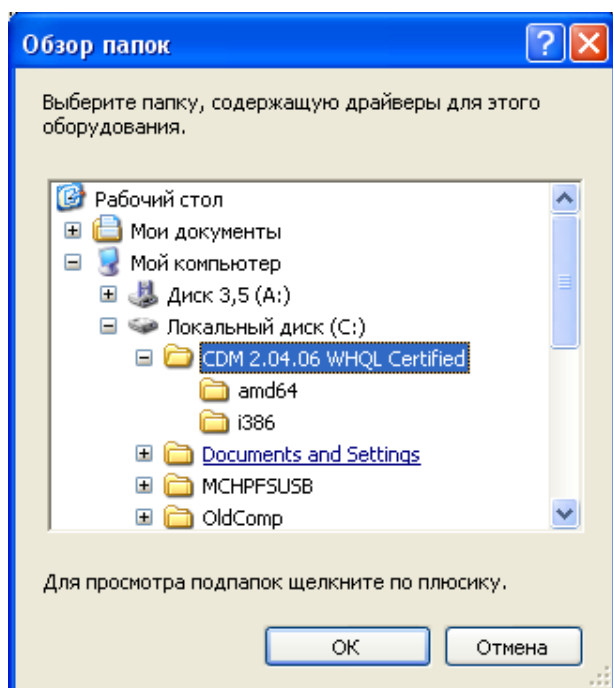 Обзор папок
Выберите папку, содержащую драйверы для этого
оборудования.
Рабочий стол
Мои документы
Мой компьютер
Диск 3,5 (A:)
Локальный диск (C:)
CDM 2.04.06 WHQL Certified
amd64
i386
Documents and Settings
MCHPFSUSB
OldComp
Для просмотра подпапок щелкните по плюсику.
ОК
Отмена